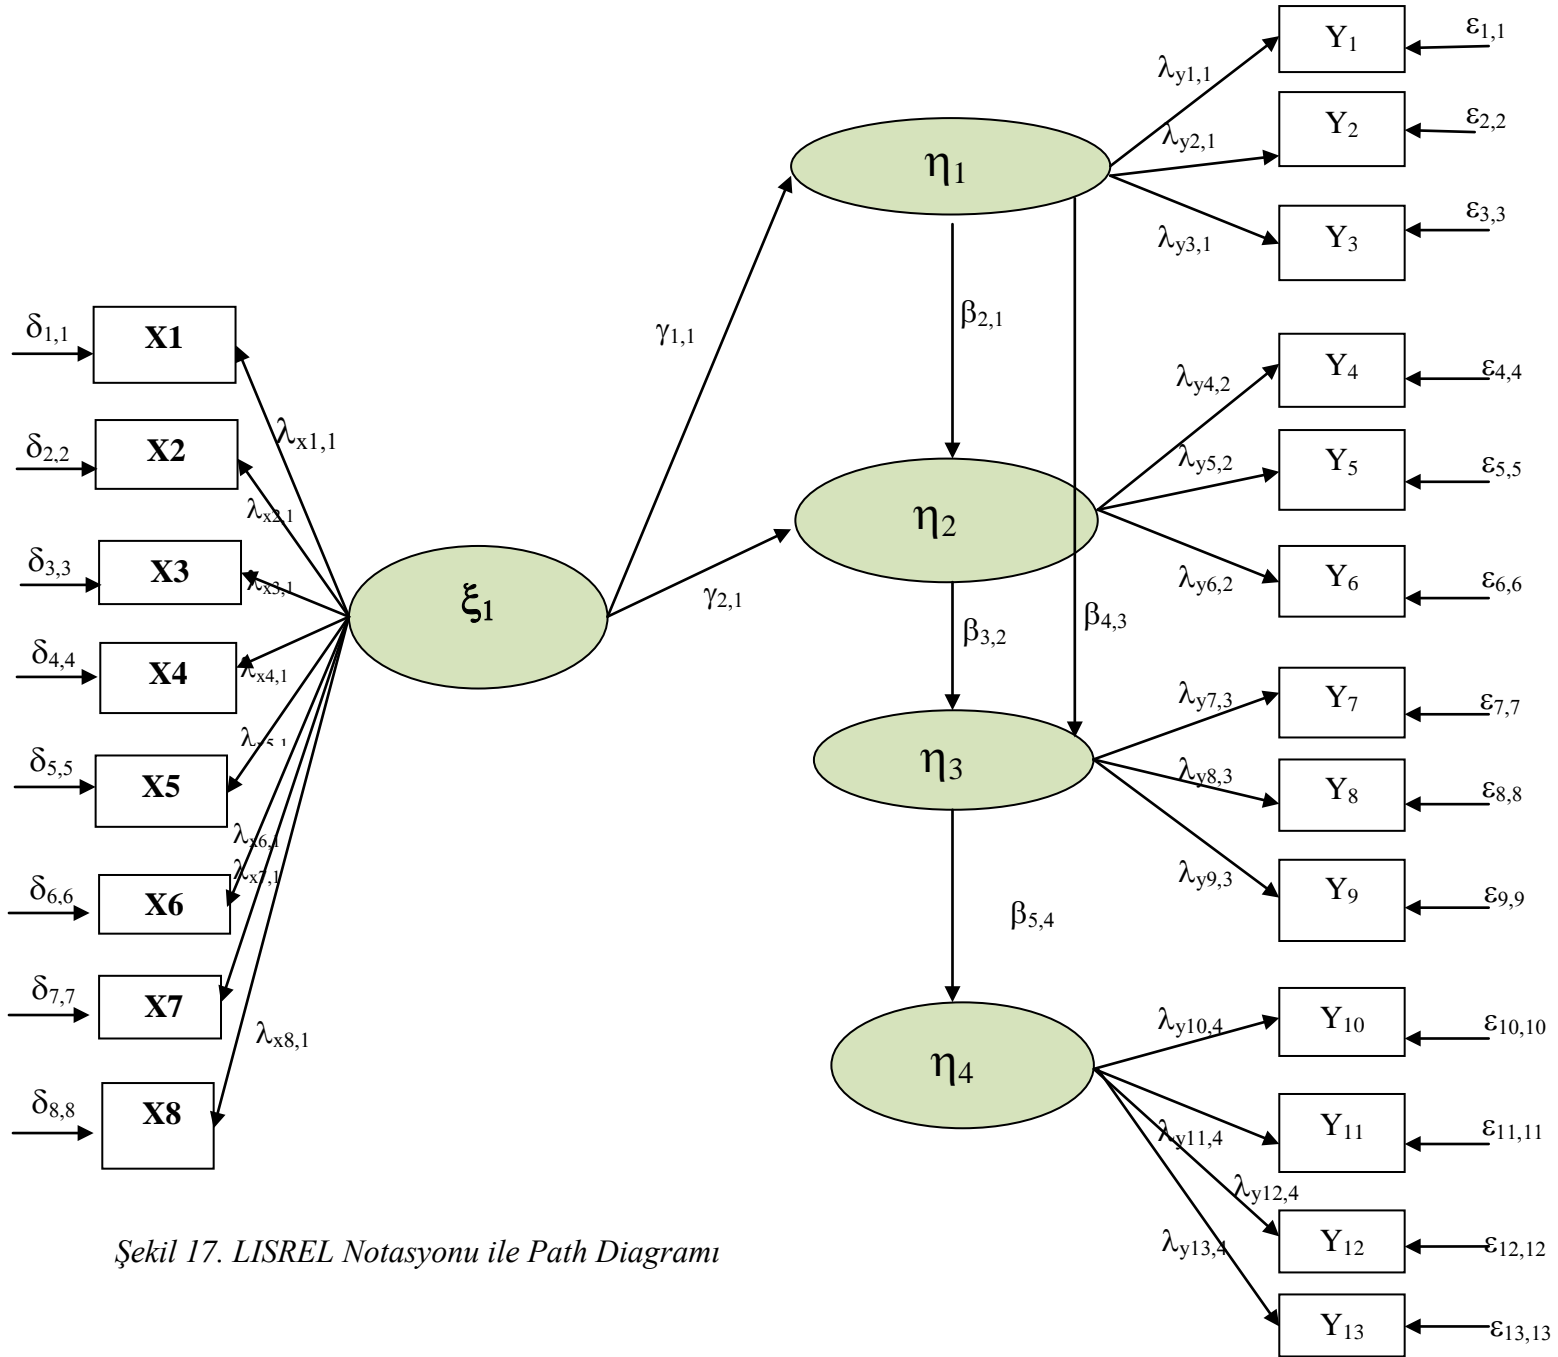 ε1,1
Y1
λy1,1
ε2,2
Y2
λy2,1
η1
ε3,3
Y3
λy3,1
β2,1
γ1,1
δ1,1
X1
ε4,4
Y4
λy4,2
λx1,1
δ2,2
X2
λy5,2
Y5
ε5,5
λx2,1
η2
δ3,3
X3
λx3,1
Y6
ε6,6
λy6,2
ξ1
γ2,1
β3,2
β4,3
δ4,4
X4
λx4,1
λy7,3
Y7
ε7,7
λx5,1
δ5,5
X5
η3
λy8,3
Y8
ε8,8
λx6,1
λx7,1
λy9,3
Y9
ε9,9
δ6,6
X6
β5,4
δ7,7
X7
λx8,1
λy10,4
Y10
ε10,10
η4
δ8,8
X8
λy11,4
Y11
ε11,11
λy12,4
Şekil 17. LISREL Notasyonu ile Path Diagramı
λy13,4
Y12
ε12,12
Y13
ε13,13